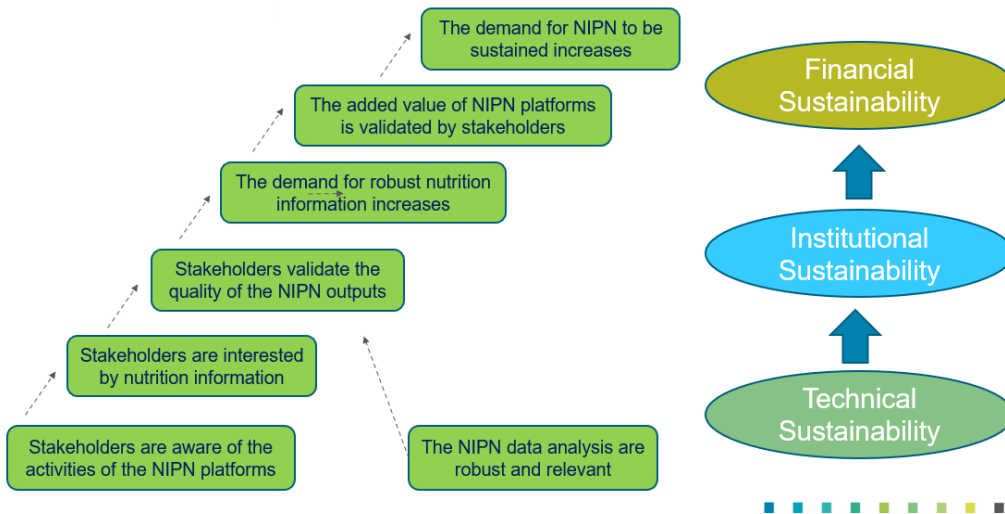 The demand for NIPN to be
sustained increases
The added value of NIPN platforms
is validated by stakeholders
The demand for robust nutrition
information increases
Stakeholders validate the
quality of the NIPN outputs
Stakeholders are interested
by nutrition information
Stakeholders are aware of the
activities of the NIPN platforms
The NIPN data analysis are
robust and relevant
Financial
Sustainability
Institutional
Sustainability
Technical
Sustainability